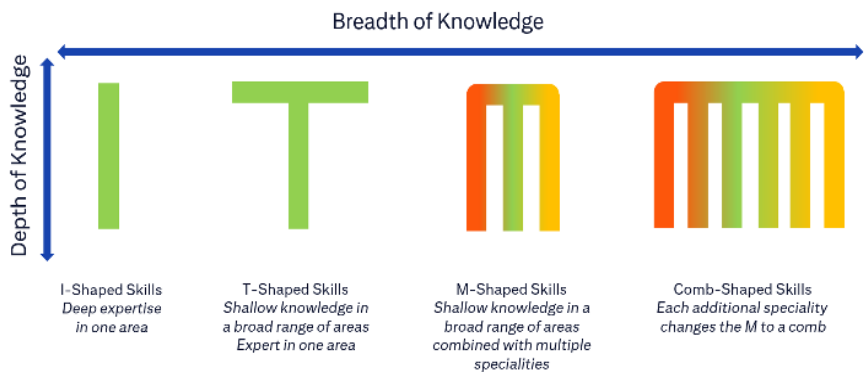 Breadth of Knowledge
Depth of Knowledge
I-Shaped Skills
Deep expertise
in one area
T-Shaped Skills
Shallow knowledge in
a broad range of areas
Expert in one area
M-Shaped Skills
Shallow knowledge in a
broad range of areas
combined with multiple
specialities
Comb-Shaped Skills
Each additional speciality
changes the M to a comb